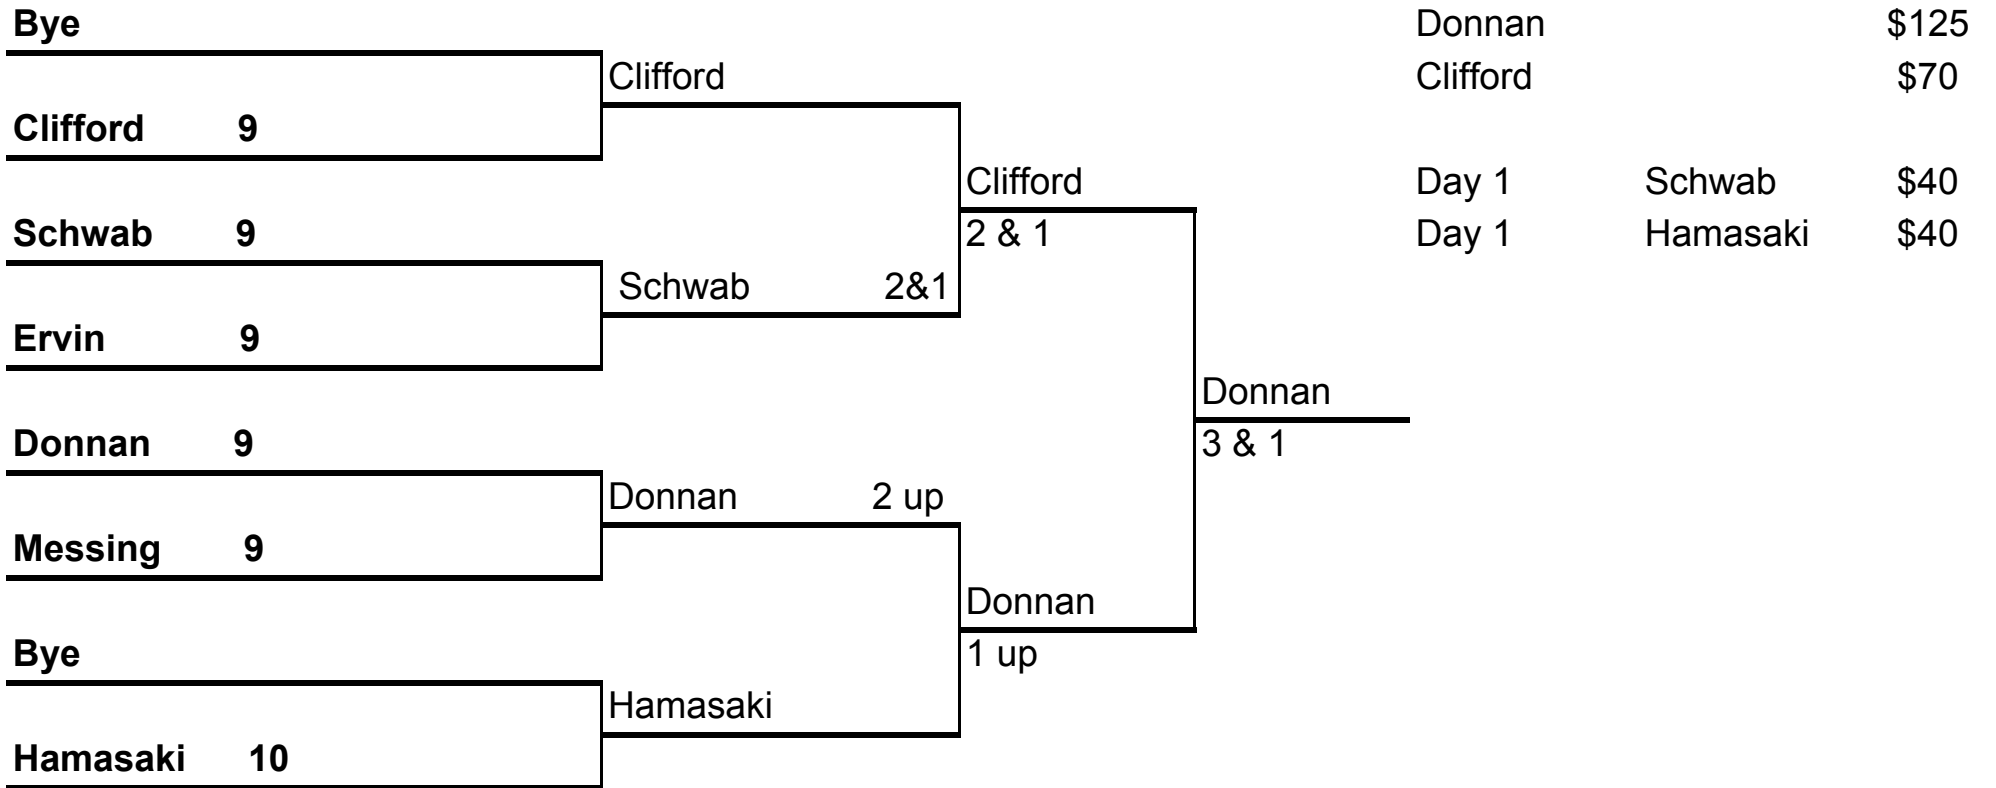 Bye
Donnan $125
Clifford
Clifford $70
Clifford 9
Clifford
Day 1 Schwab $40
Schwab 9
2 & 1
Day 1 Hamasaki $40
Schwab 2&1
Ervin 9
Donnan
Donnan 9
3 & 1
Donnan 2 up
Messing 9
Donnan
Bye
1 up
Hamasaki
Hamasaki 10